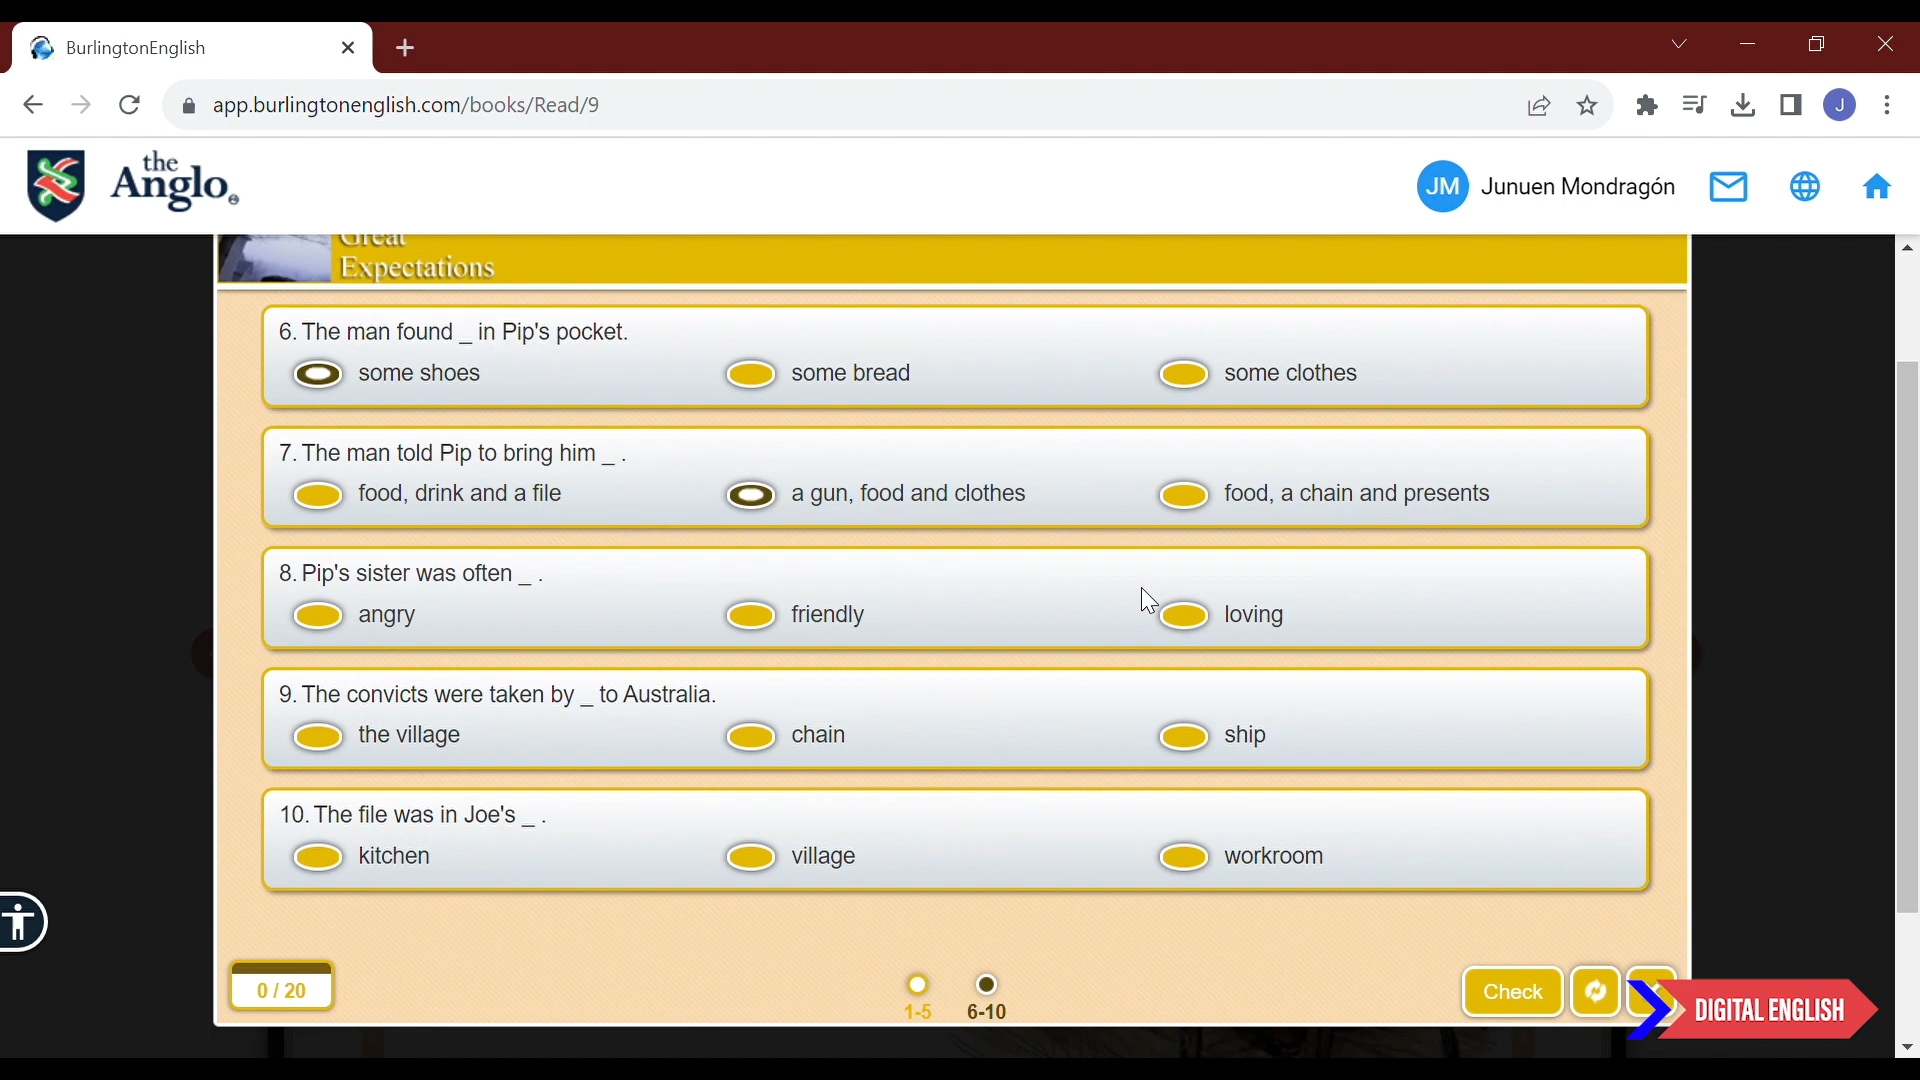 BurlingtonEnglish
app.burlingtonenglish.com/books/Read/9
J
the
Anglo
JM Junuen Mondragón
Great
Expectations
6. The man found _ in Pip's pocket.
some shoes some bread some clothes
7. The man told Pip to bring him _ .
food, drink and a file a gun, food and clothes food, a chain and presents
8. Pip's sister was often _ .
angry friendly loving
9. The convicts were taken by _ to Australia.
the village chain ship
10. The file was in Joe's _ .
kitchen village workroom
0 / 20
1-5 6-10
Check
DIGITAL ENGLISH